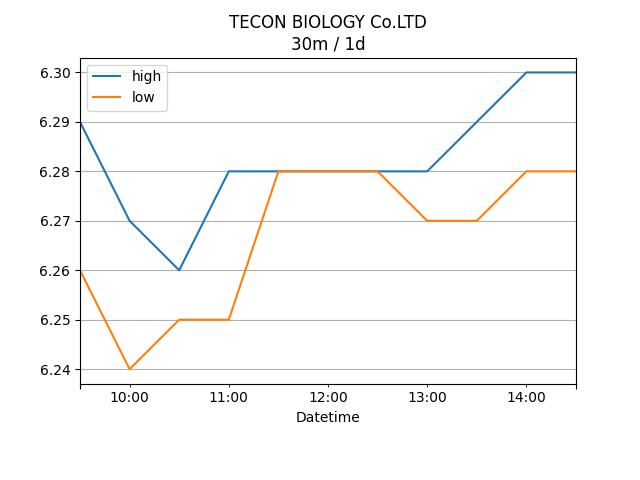 TECON BIOLOGY Co.LTD
30m / 1d
high
low
6.30
6.29
6.28
6.27
6.26
6.25
6.24
10:00 11:00 12:00 13:00 14:00
Datetime